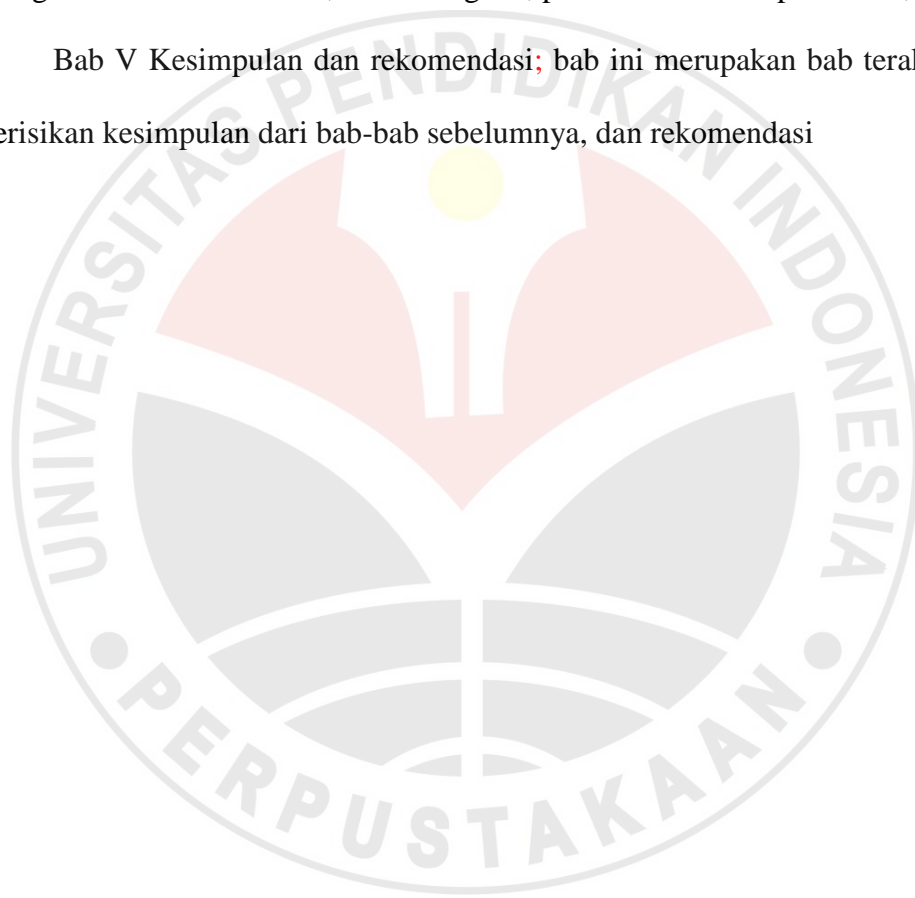 Bab V Kesimpulan dan rekomendasi; bab ini merupakan bab
erisikan kesimpulan dari bab-bab sebelumnya, dan rekomendasi
UNIVERSITAS PENDIDIKAN INDONESIA
PERPUSTAKAAN